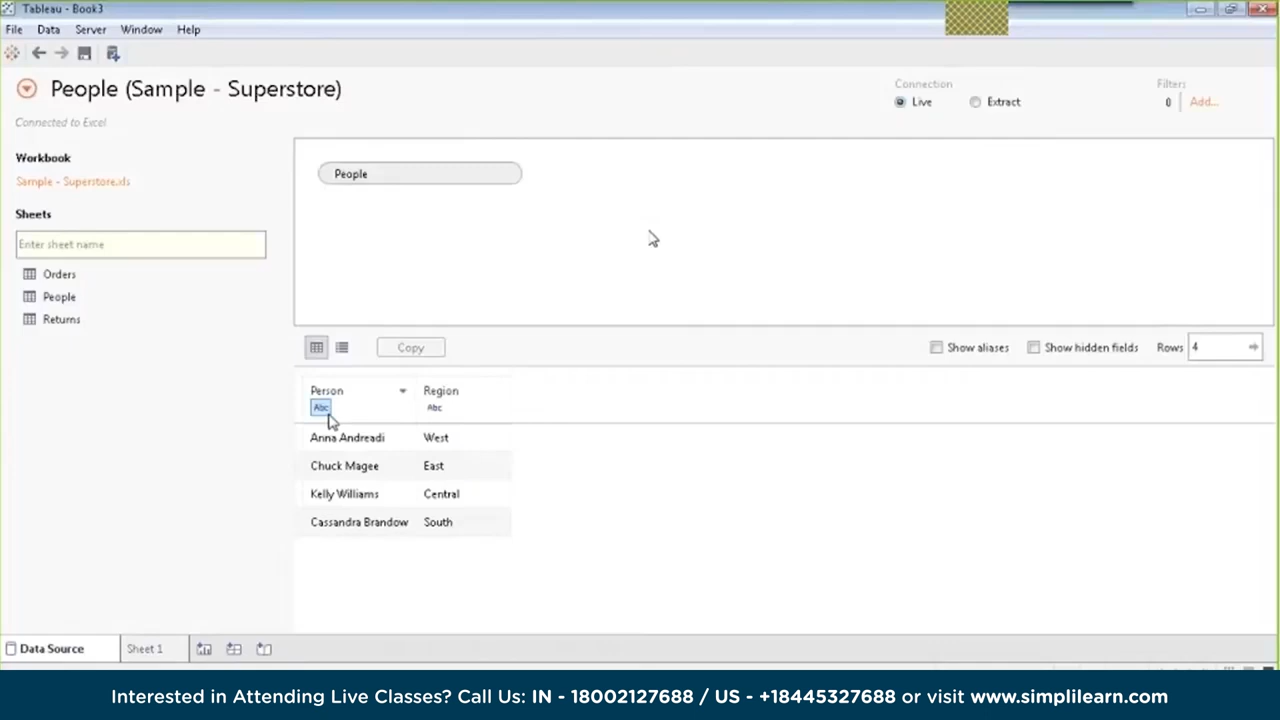 Tableau - Book3
File Data Server Window Help
People (Sample - Superstore)
Connection
Filters
Live Extract
0 Add...
Connected to Excel
Workbook
Sample - Superstore.xls
Sheets
Enter sheet name
Orders
People
Returns
People
Copy
Show aliases Show hidden fields Rows 4
Person Region
Abc Abc
Anna Andreadi West
Chuck Magee East
Kelly Williams Central
Cassandra Brandow South
Data Source Sheet 1
Interested in Attending Live Classes? Call Us: IN - 18002127688 / US - +18445327688 or visit www.simplilearn.com